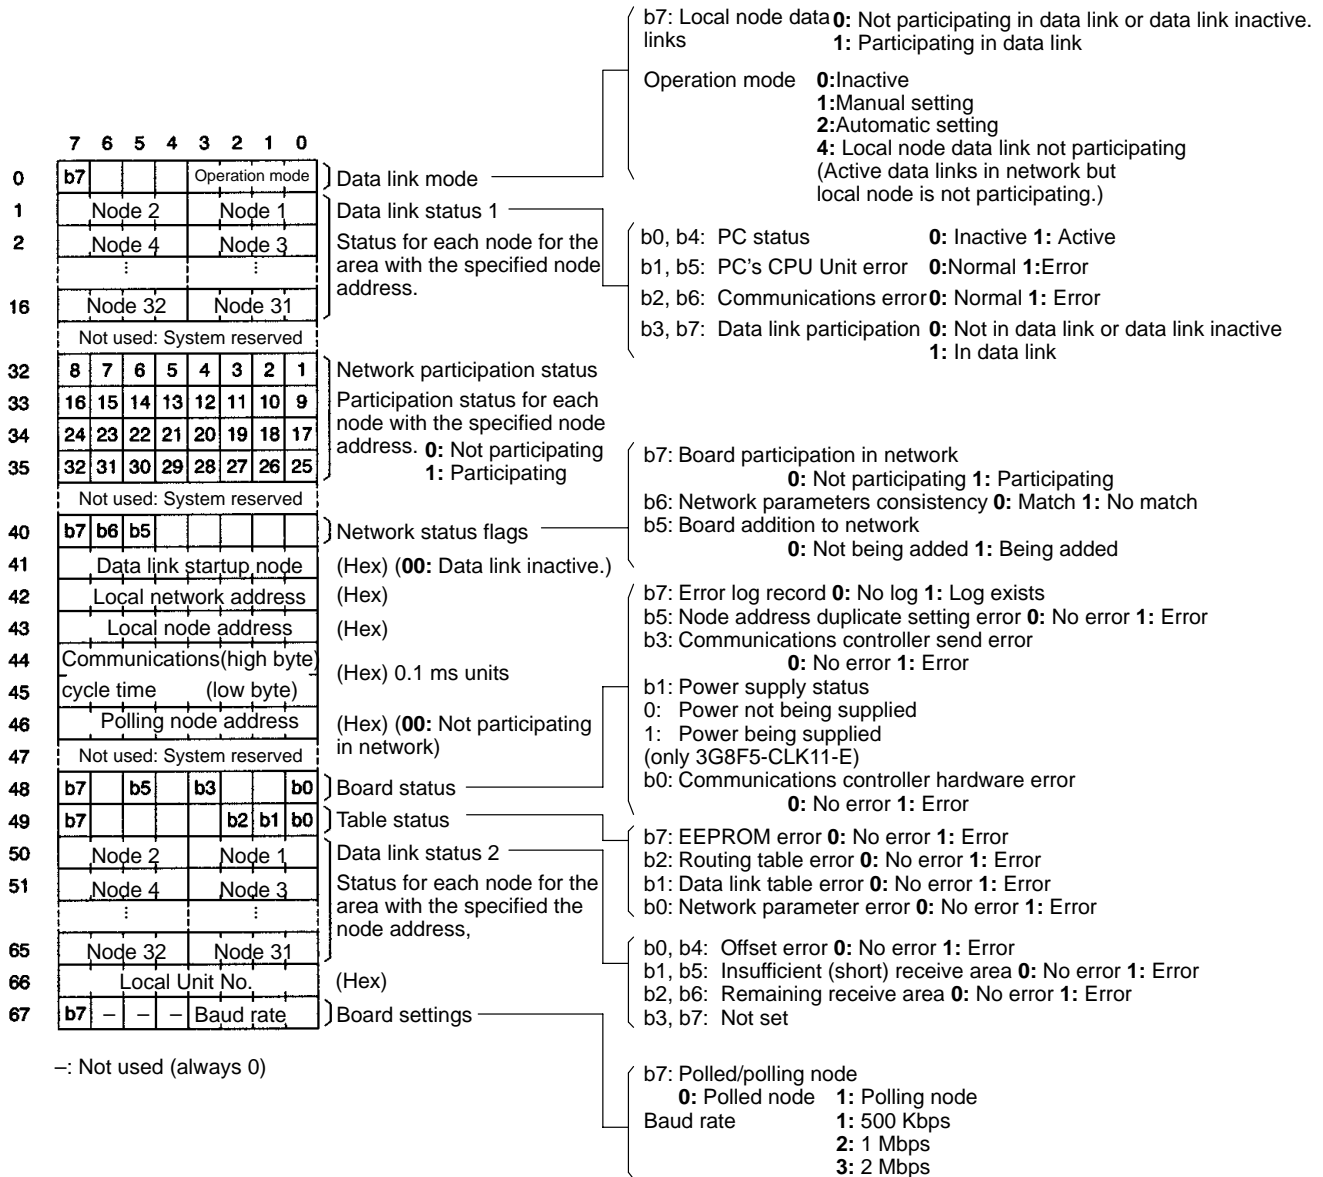 b7: Local node data links
0: Not participating in data link or data link inactive.
1: Participating in data link
Operation mode 0:Inactive
1:Manual setting
2:Automatic setting
4: Local node data link not participating
(Active data links in network but
local node is not participating.)
7 6 5 4 3 2 1 0
0 b7 Operation mode Data link mode
1 Node 2 Node 1 Data link status 1
2 Node 4 Node 3 Status for each node for the
area with the specified node
address.
⋮ ⋮
16 Node 32 Node 31
b0, b4: PC status 0: Inactive 1: Active
b1, b5: PC's CPU Unit error 0:Normal 1:Error
b2, b6: Communications error 0: Normal 1: Error
b3, b7: Data link participation 0: Not in data link or data link inactive
1: In data link
Not used: System reserved
32 8 7 6 5 4 3 2 1 Network participation status
33 16 15 14 13 12 11 10 9 Participation status for each
34 24 23 22 21 20 19 18 17 node with the specified node
address. 0: Not participating
35 32 31 30 29 28 27 26 25 1: Participating
Not used: System reserved
40 b7 b6 b5 Network status flags
b7: Board participation in network
0: Not participating 1: Participating
b6: Network parameters consistency 0: Match 1: No match
b5: Board addition to network
0: Not being added 1: Being added
41 Data link startup node (Hex) (00: Data link inactive.)
42 Local network address (Hex)
43 Local node address (Hex)
44 Communications(high byte)
(Hex) 0.1 ms units
45 cycle time (low byte)
46 Polling node address (Hex) (00: Not participating
in network)
47 Not used: System reserved
48 b7 b5 b3 b0 Board status
b7: Error log record 0: No log 1: Log exists
b5: Node address duplicate setting error 0: No error 1: Error
b3: Communications controller send error
0: No error 1: Error
b1: Power supply status
0: Power not being supplied
1: Power being supplied
(only 3G8F5-CLK11-E)
b0: Communications controller hardware error
0: No error 1: Error
49 b7 b2 b1 b0 Table status
b7: EEPROM error 0: No error 1: Error
b2: Routing table error 0: No error 1: Error
b1: Data link table error 0: No error 1: Error
b0: Network parameter error 0: No error 1: Error
50 Node 2 Node 1 Data link status 2
51 Node 4 Node 3 Status for each node for the
area with the specified the
node address,
⋮ ⋮
65 Node 32 Node 31
b0, b4: Offset error 0: No error 1: Error
b1, b5: Insufficient (short) receive area 0: No error 1: Error
b2, b6: Remaining receive area 0: No error 1: Error
b3, b7: Not set
66 Local Unit No. (Hex)
67 b7 – – – Baud rate Board settings
–: Not used (always 0)
b7: Polled/polling node
0: Polled node 1: Polling node
Baud rate 1: 500 Kbps
2: 1 Mbps
3: 2 Mbps